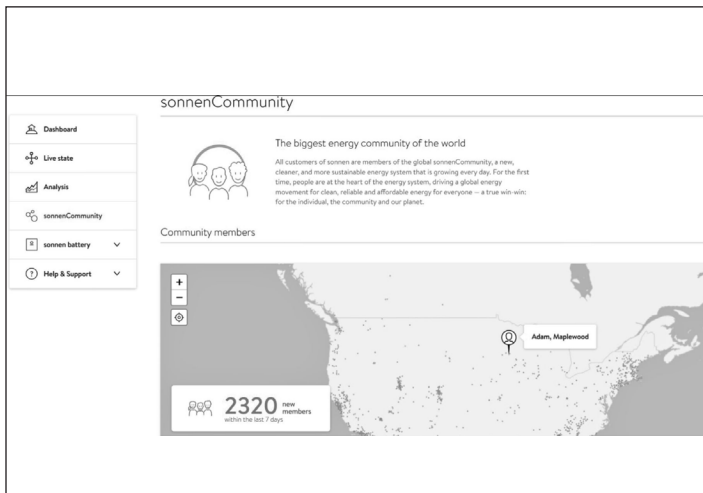 sonnenCommunity
Dashboard
Live state
Analysis
sonnenCommunity
sonnen battery
Help & Support
The biggest energy community of the world
All customers of sonnen are members of the global sonnenCommunity, a new,
cleaner, and more sustainable energy system that is growing every day. For the first
time, people are at the heart of the energy system, driving a global energy
movement for clean, reliable and affordable energy for everyone — a true win-win:
for the individual, the community and our planet.
Community members
+
−
Adam, Maplewood
2320 new
members
within the last 7 days